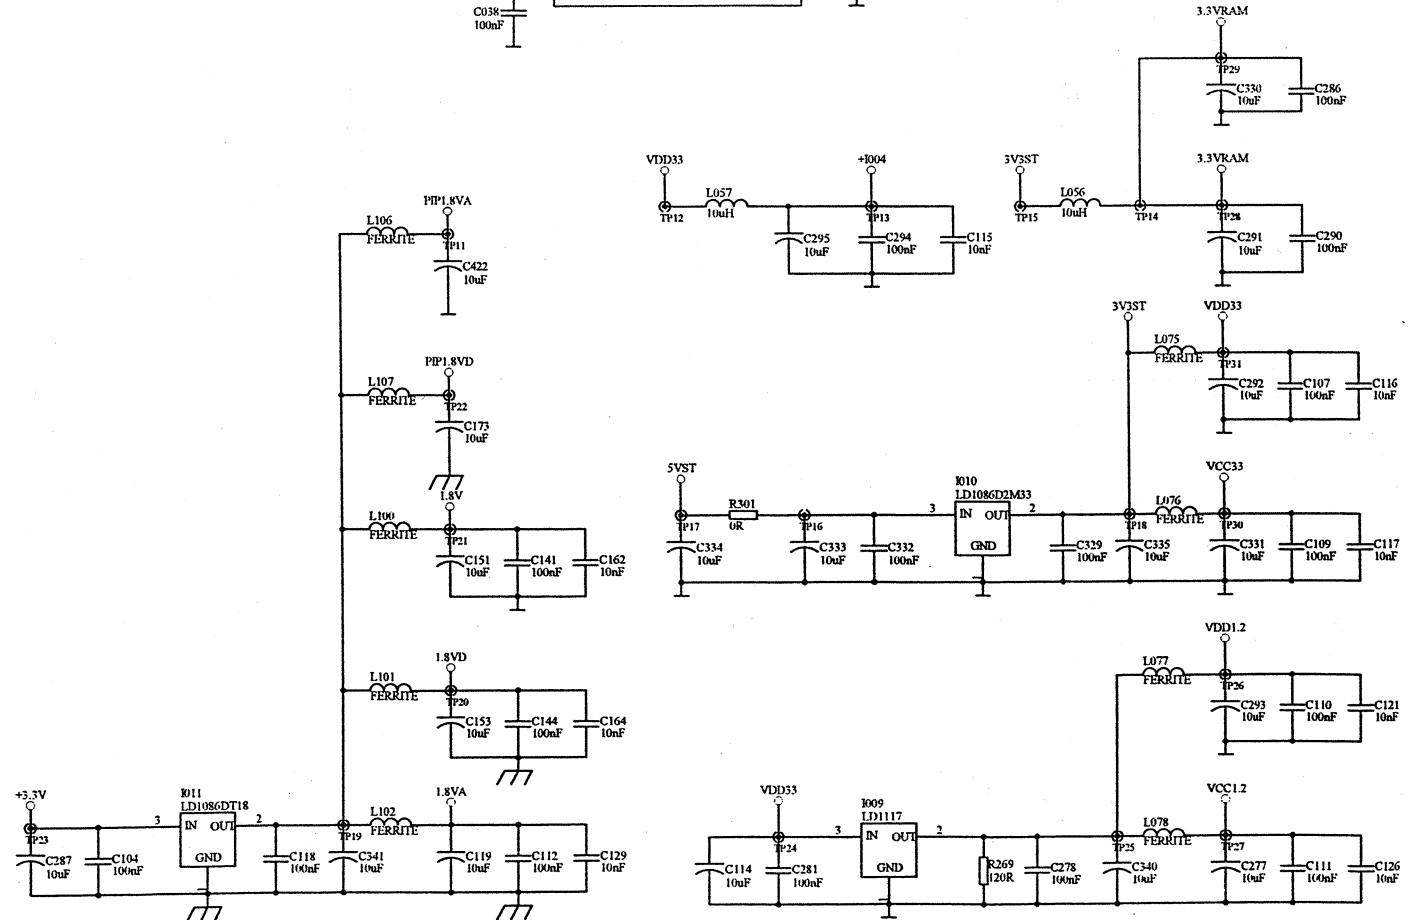 C038
100nF
3.3VRAM
TP29
C330
10uF
C286
100nF
VDD33
TP12
L057
10uH
+I004
TP13
C295
10uF
C294
100nF
C115
10nF
3V3ST
TP15
L056
10uH
TP14
3.3VRAM
TP28
C291
10uF
C290
100nF
L106
FERRITE
PIP1.8VA
TP11
C422
10uF
3V3ST
L075
FERRITE
VDD33
TP31
C292
10uF
C107
100nF
C116
10nF
L107
FERRITE
PIP1.8VD
TP22
C173
10uF
5VST
TP17
R301
0R
TP16
C334
10uF
C333
10uF
C332
100nF
I010
LD1086D2M33
3
IN
OUT
GND
2
C329
100nF
TP18
C335
10uF
L076
FERRITE
VCC33
TP30
C331
10uF
C109
100nF
C117
10nF
L100
FERRITE
1.8V
TP21
C151
10uF
C141
100nF
C162
10nF
L101
FERRITE
1.8VD
TP20
C153
10uF
C144
100nF
C164
10nF
L077
FERRITE
VDD1.2
TP26
C293
10uF
C110
100nF
C121
10nF
+3.3V
TP23
C287
10uF
C104
100nF
I011
LD1086DT18
3
IN
OUT
GND
2
C118
100nF
TP19
C341
10uF
L102
FERRITE
1.8VA
C119
10uF
C112
100nF
C129
10nF
VDD33
TP24
C114
10uF
C281
100nF
I009
LD1117
3
IN
OUT
GND
2
R269
120R
C278
100nF
TP25
C340
10uF
L078
FERRITE
VCC1.2
TP27
C277
10uF
C111
100nF
C126
10nF